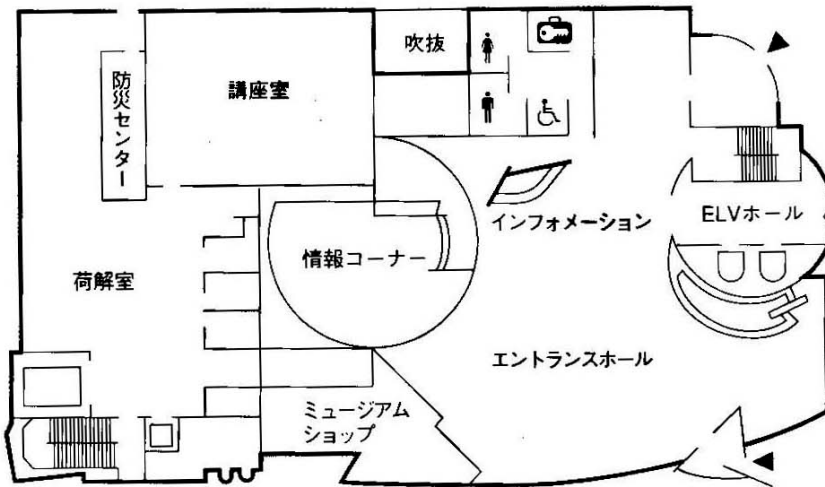 吹抜
講座室
防災センター
インフォメーション
ELVホール
情報コーナー
荷解室
エントランスホール
ミュージアム
ショップ